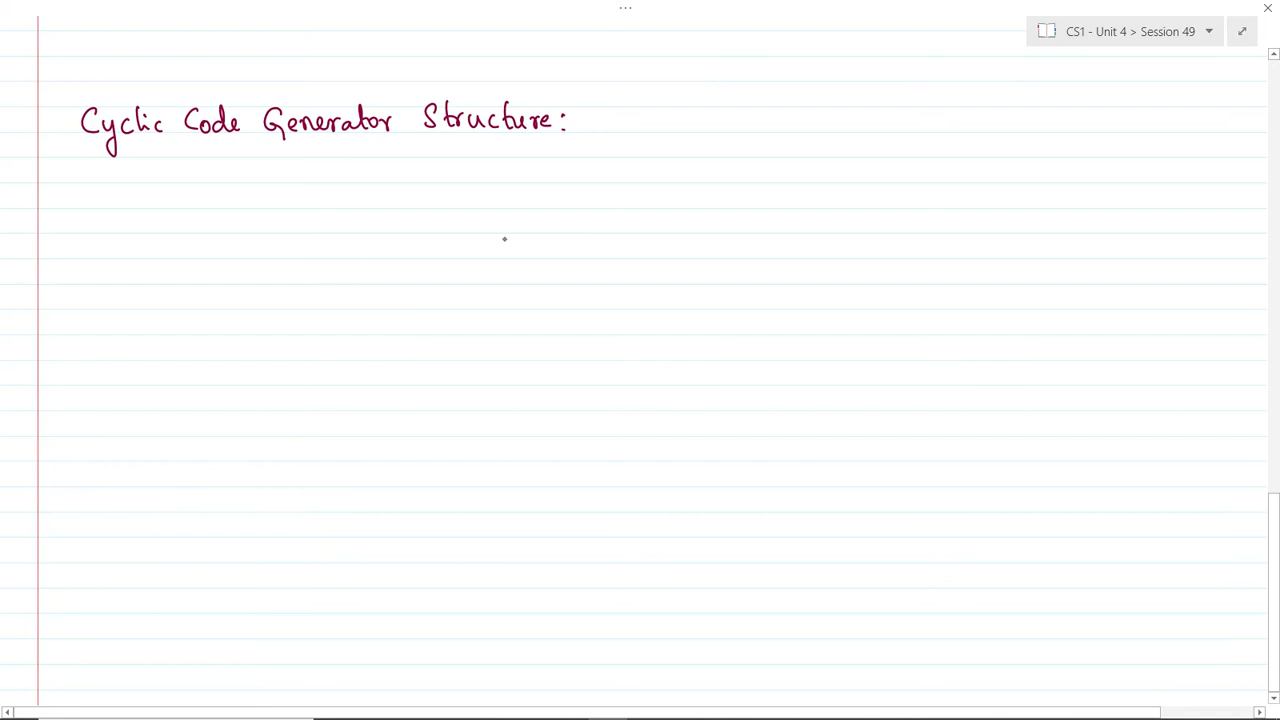 CS1 - Unit 4 > Session 49
Cyclic Code Generator Structure: